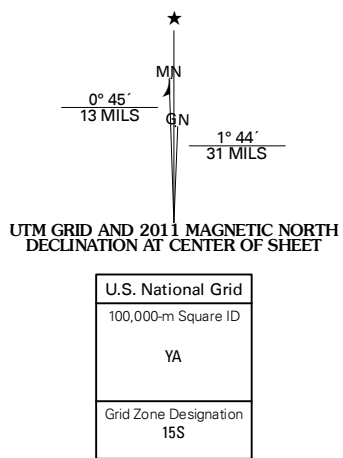 MN
0° 45´
13 MILS
GN
1° 44´
31 MILS
UTM GRID AND 2011 MAGNETIC NORTH
DECLINATION AT CENTER OF SHEET
U.S. National Grid
100,000-m Square ID
YA
Grid Zone Designation
15S